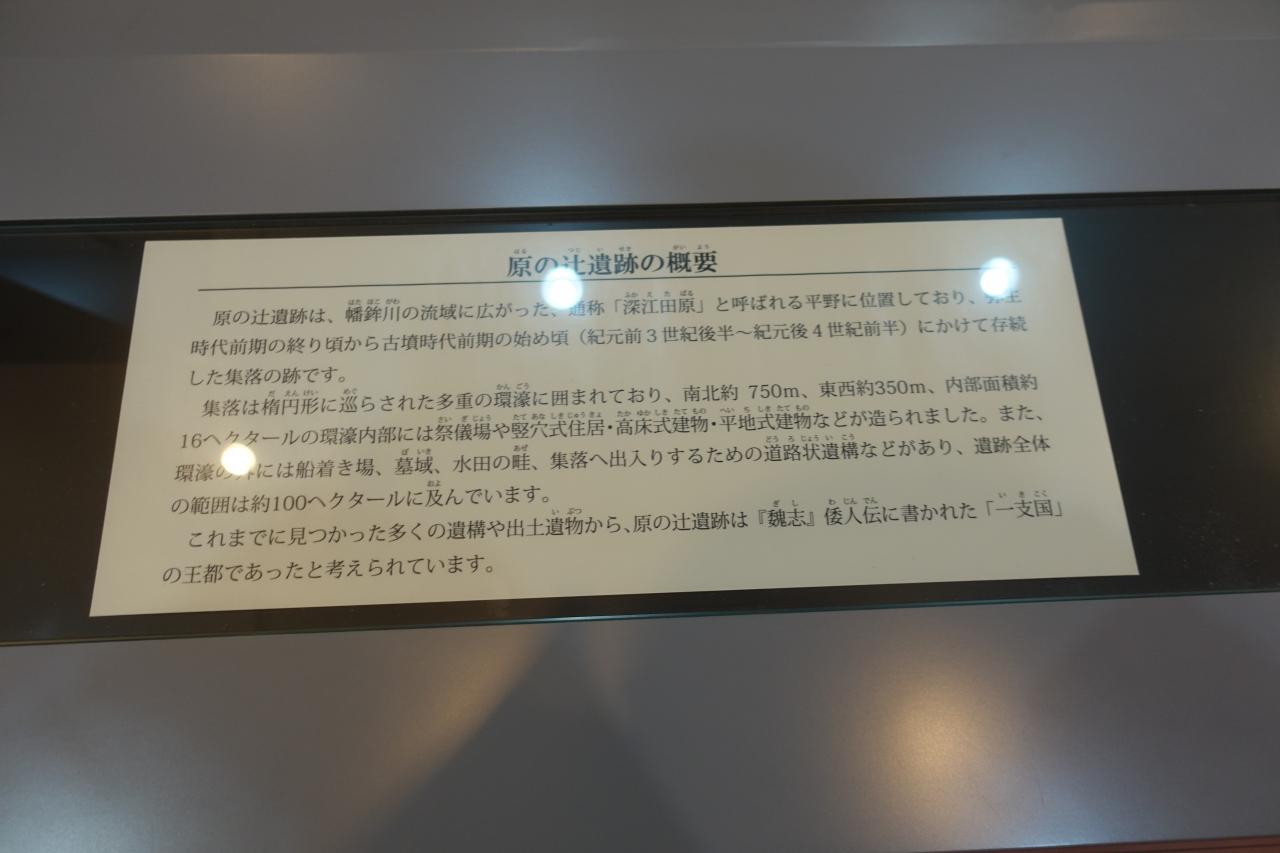 原の辻遺跡の概要
原の辻遺跡は、幡鉾川の流域に広がった、通称「深江田原」と呼ばれる平野に位置しており、弥生
時代前期の終り頃から古墳時代前期の始め頃（紀元前３世紀後半～紀元後４世紀前半）にかけて存続
した集落の跡です。
集落は楕円形に巡らされた多重の環濠に囲まれており、南北約 750m、東西約350m、内部面積約
16ヘクタールの環濠内部には祭儀場や竪穴式住居・高床式建物・平地式建物などが造られました。また、
環濠の外には船着き場、墓域、水田の畦、集落へ出入りするための道路状遺構などがあり、遺跡全体
の範囲は約100ヘクタールに及んでいます。
これまでに見つかった多くの遺構や出土遺物から、原の辻遺跡は『魏志』倭人伝に書かれた「一支国」
の王都であったと考えられています。